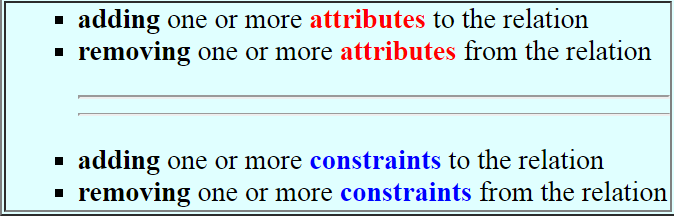 adding one or more attributes to the relation
removing one or more attributes from the relation
adding one or more constraints to the relation
removing one or more constraints from the relation